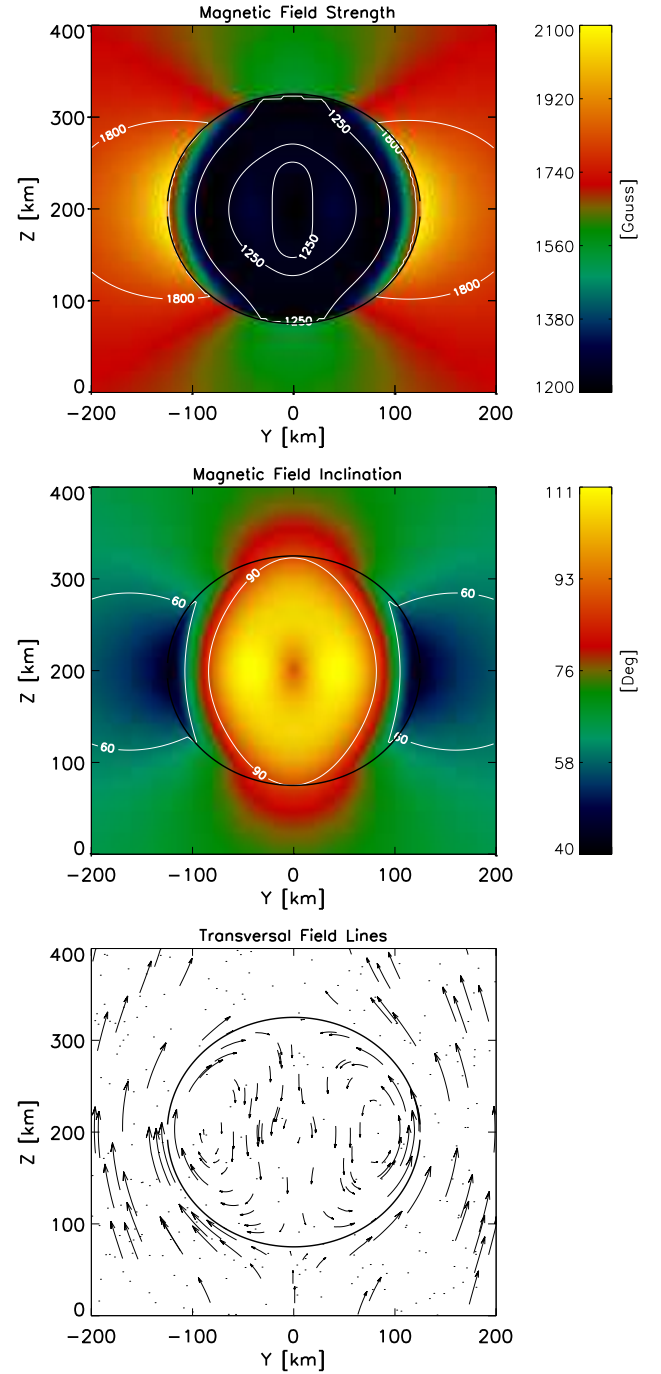 Magnetic Field Strength
400
300
200
100
0
Z [km]
1800
1250
1800
1250
1250
1800
1250
1800
-200 -100 0 100 200
Y [km]
2100
1920
1740
1560
1380
1200
[Gauss]
Magnetic Field Inclination
400
300
200
100
0
Z [km]
60
90
60
60
90
60
-200 -100 0 100 200
Y [km]
111
93
76
58
40
[Deg]
Transversal Field Lines
400
300
200
100
0
Z [km]
-200 -100 0 100 200
Y [km]